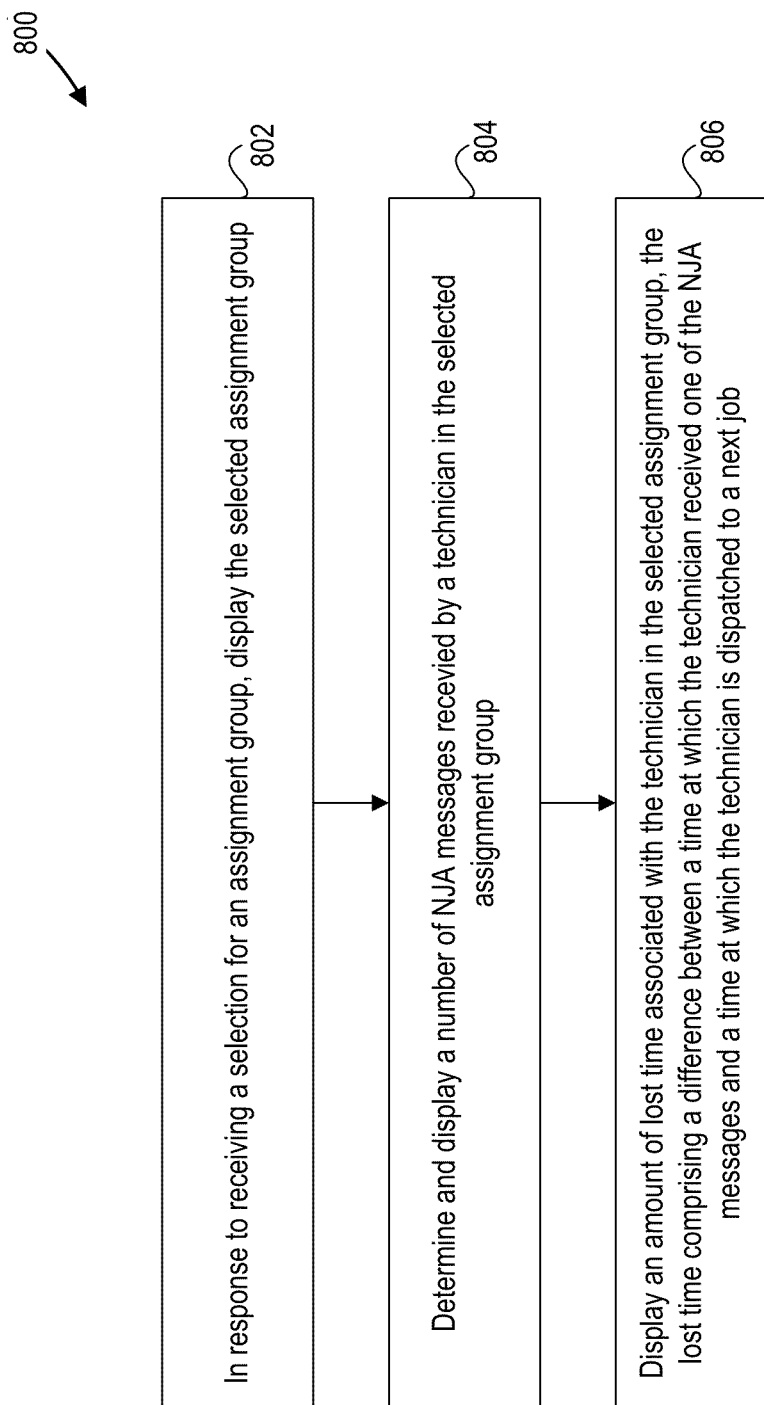 800
In response to receiving a selection for an assignment group, display the selected assignment group
802
Determine and display a number of NJA messages recevied by a technician in the selected
assignment group
804
Display an amount of lost time associated with the technician in the selected assignment group, the
lost time comprising a difference between a time at which the technician received one of the NJA
messages and a time at which the technician is dispatched to a next job
806